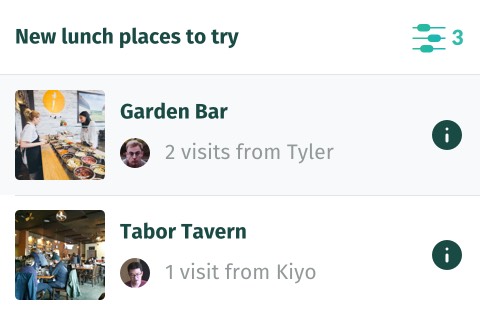 New lunch places to try
3
Garden Bar
2 visits from Tyler
Tabor Tavern
1 visit from Kiyo